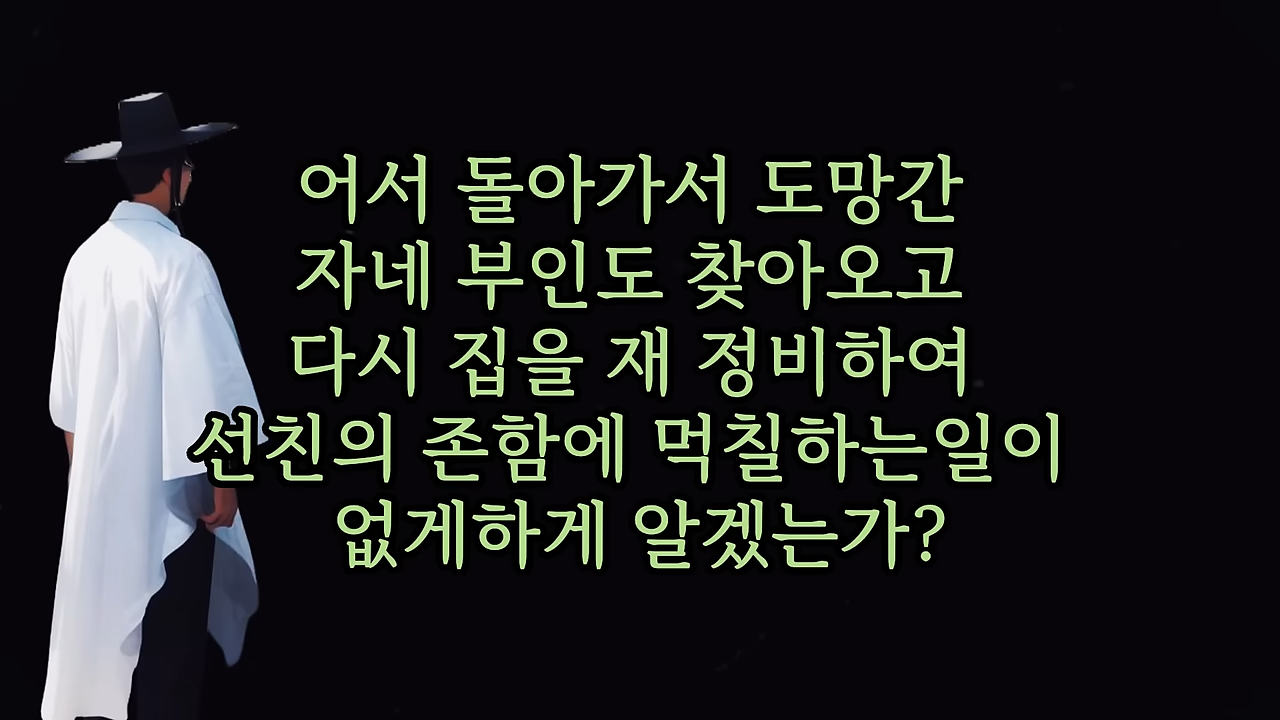 어서 돌아가서 도망간
자네 부인도 찾아오고
다시 집을 재 정비하여
선친의 존함에 먹칠하는일이
없게하게 알겠는가?